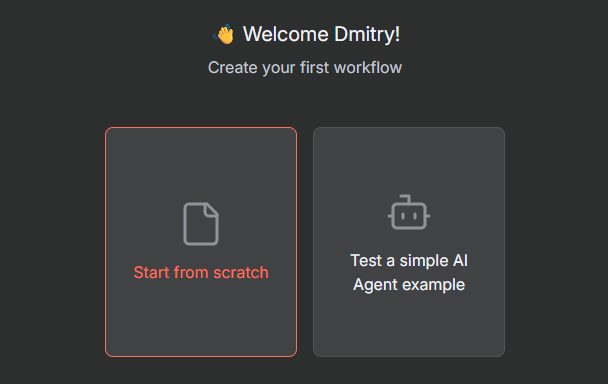 👋 Welcome Dmitry!
Create your first workflow
Start from scratch
Test a simple AI
Agent example